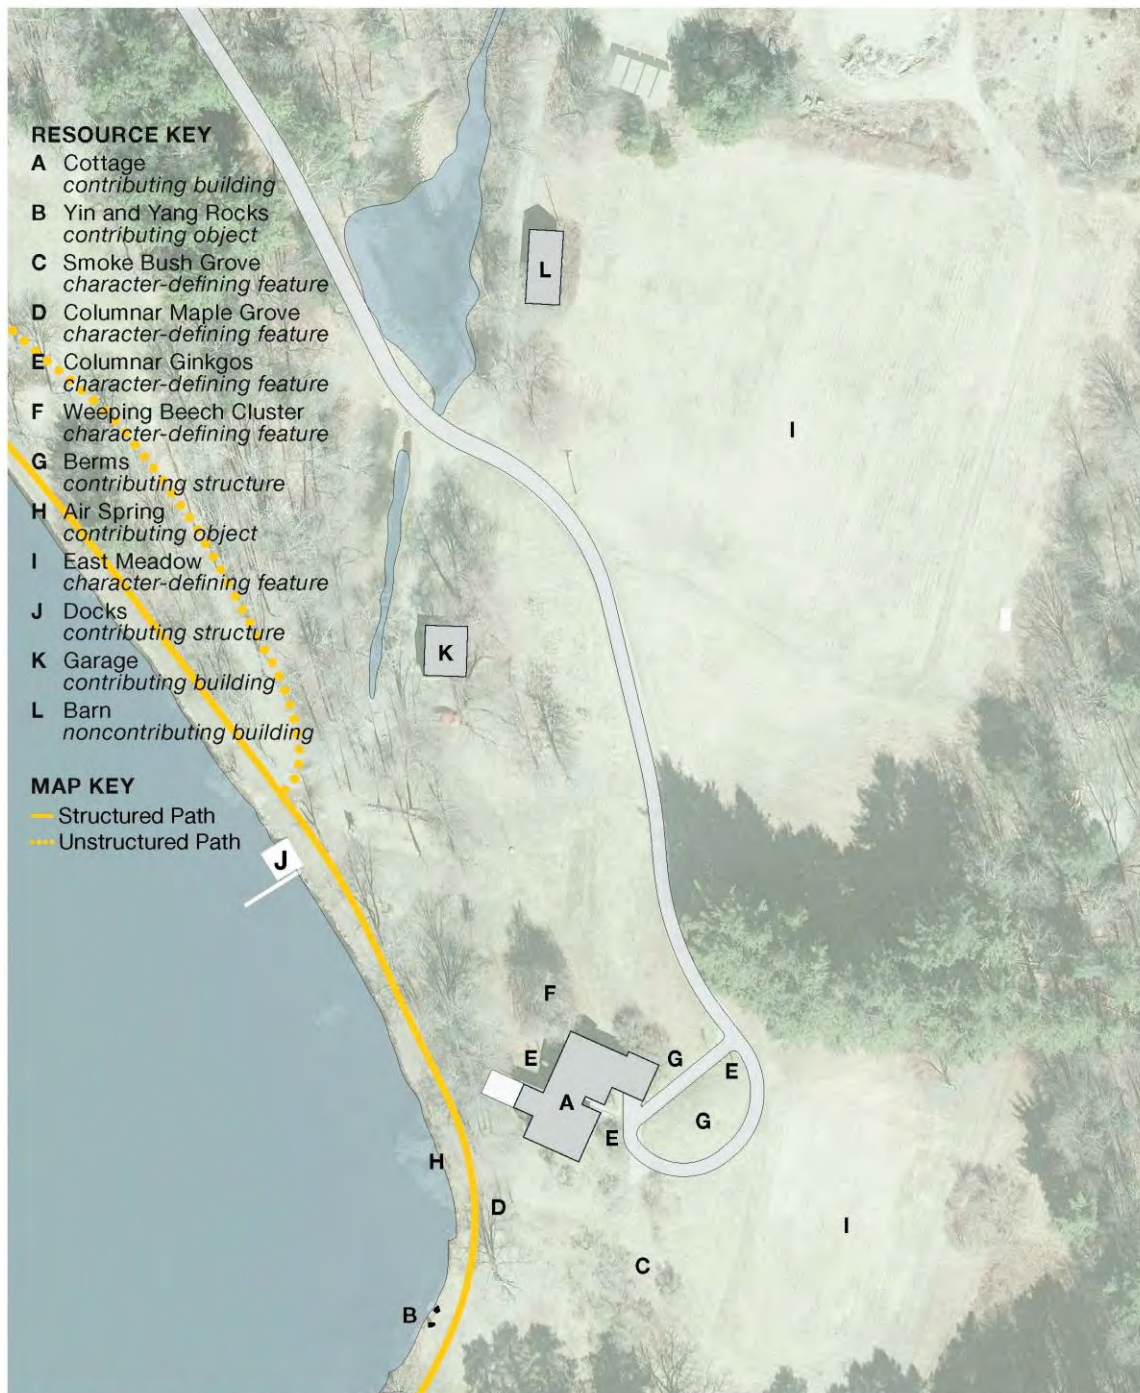 RESOURCE KEY
A Cottage
contributing building
B Yin and Yang Rocks
contributing object
C Smoke Bush Grove
character-defining feature
D Columnar Maple Grove
character-defining feature
E Columnar Ginkgos
character-defining feature
F Weeping Beech Cluster
character-defining feature
G Berms
contributing structure
H Air Spring
contributing object
I East Meadow
character-defining feature
J Docks
contributing structure
K Garage
contributing building
L Barn
noncontributing building
MAP KEY
Structured Path
Unstructured Path
L
I
K
J
F
E
G
E
A
G
E
H
D
I
C
B